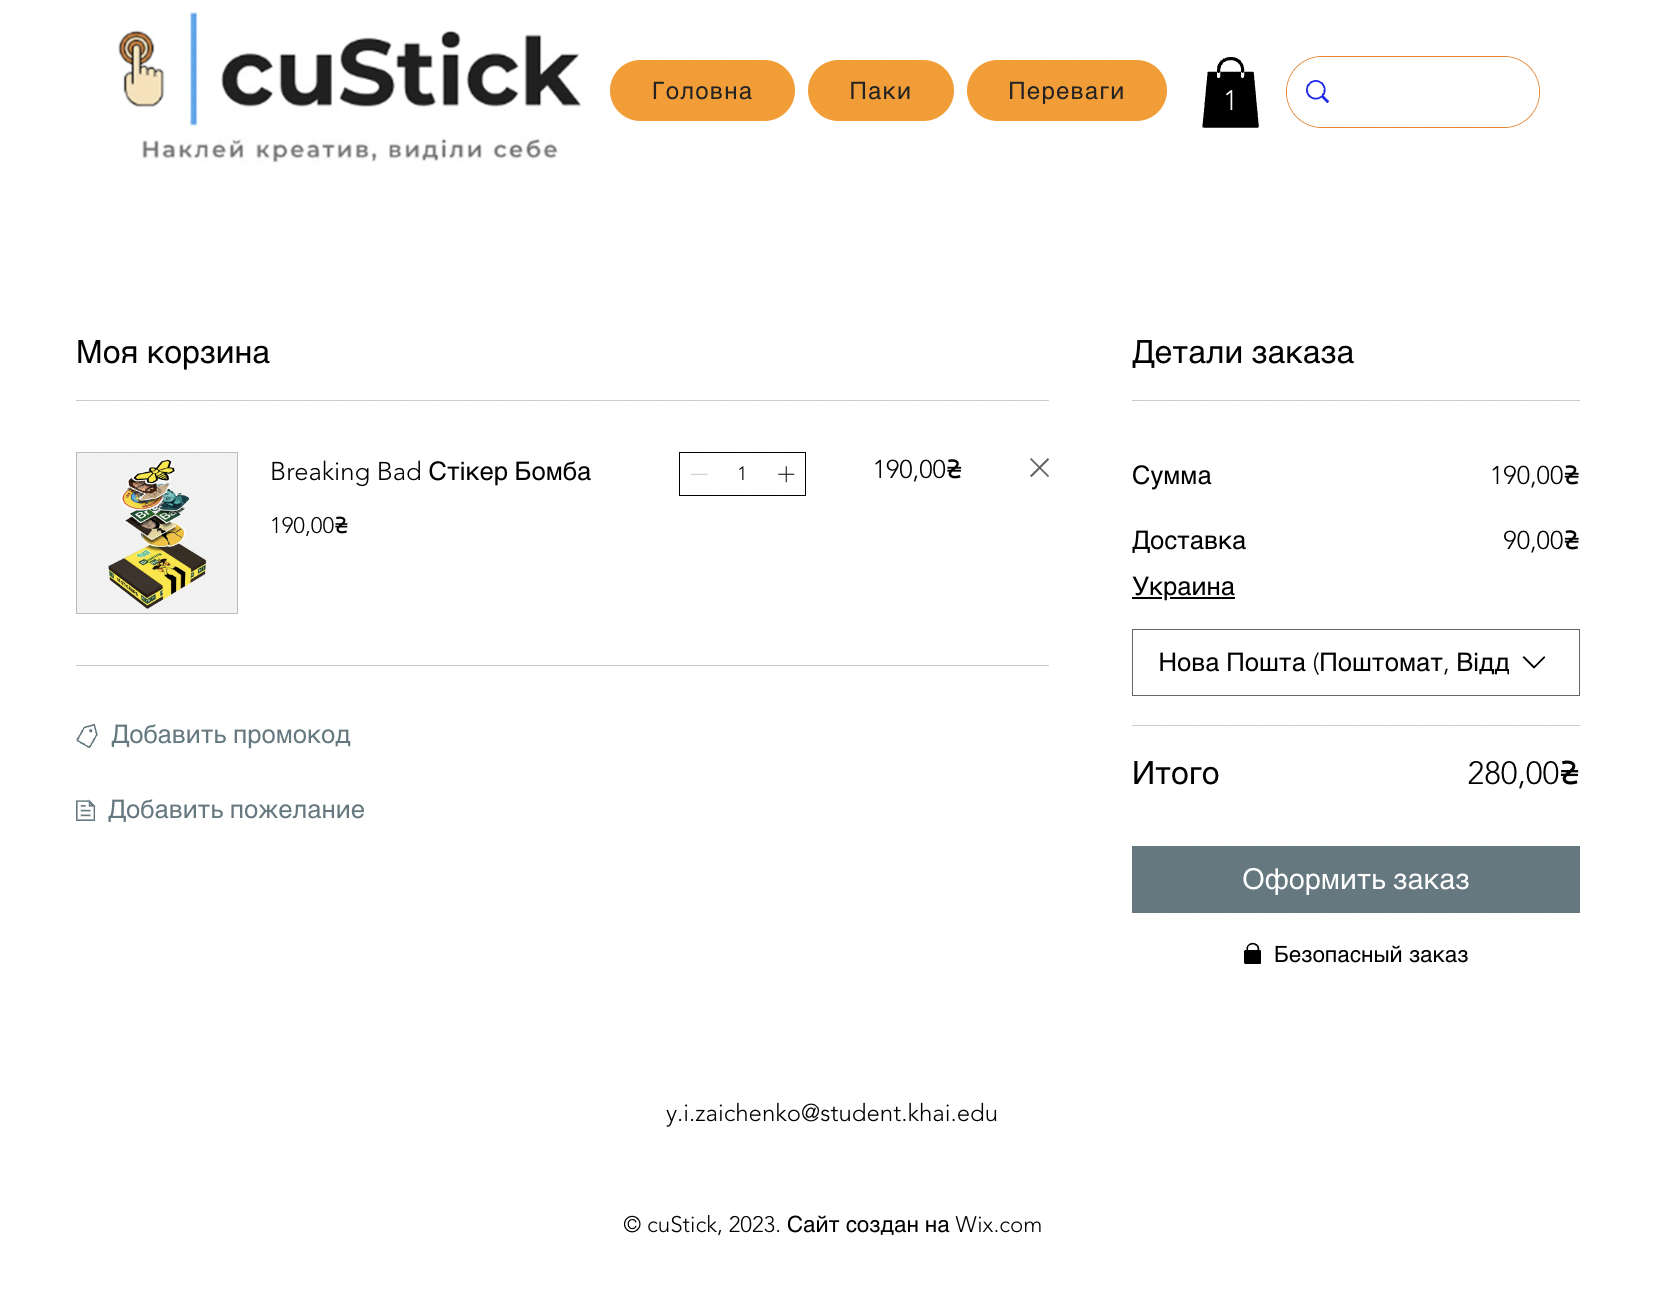 cuStick
Наклей креатив, виділи себе
Головна
Паки
Переваги
1
Моя корзина
Breaking Bad Стікер Бомба
190,00₴
1
190,00₴
Добавить промокод
Добавить пожелание
Детали заказа
Сумма 190,00₴
Доставка 90,00₴
Украина
Нова Пошта (Поштомат, Відд
Итого 280,00₴
Оформить заказ
Безопасный заказ
y.i.zaichenko@student.khai.edu
© cuStick, 2023. Сайт создан на Wix.com